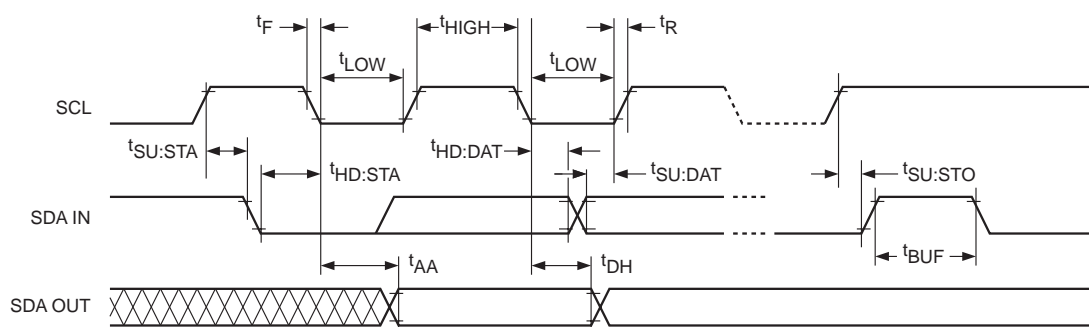 tF
tHIGH
tR
tLOW
tLOW
SCL
tSU:STA
tHD:STA
tHD:DAT
tSU:DAT
tSU:STO
SDA IN
tBUF
tAA
tDH
SDA OUT